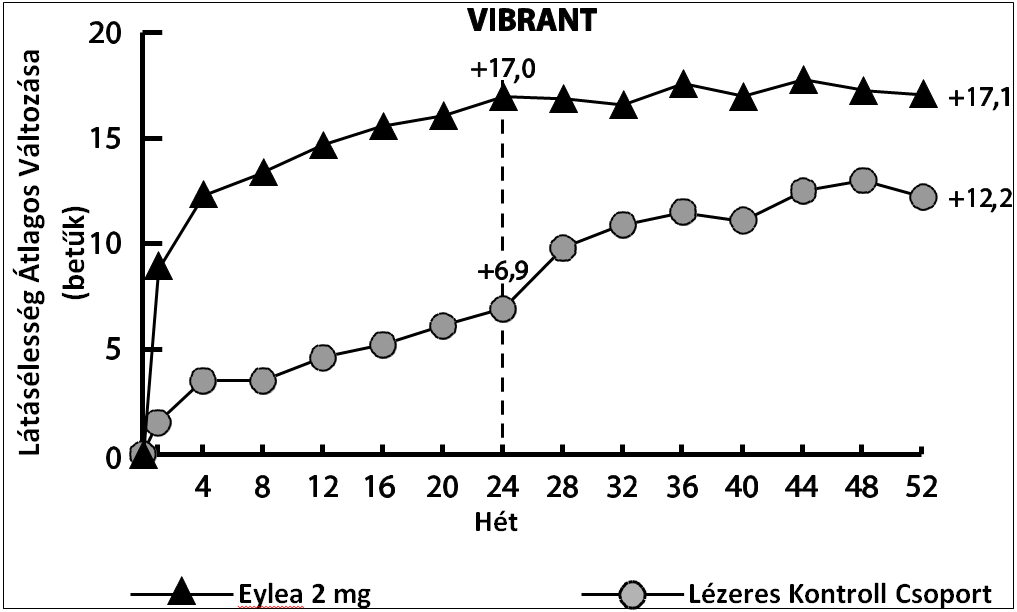 VIBRANT
Látásélesség Átlagos Változása
(betűk)
20
15
10
5
0
+17,0
+6,9
+17,1
+12,2
4 8 12 16 20 24 28 32 36 40 44 48 52
Hét
Eylea 2 mg
Lézeres Kontroll Csoport